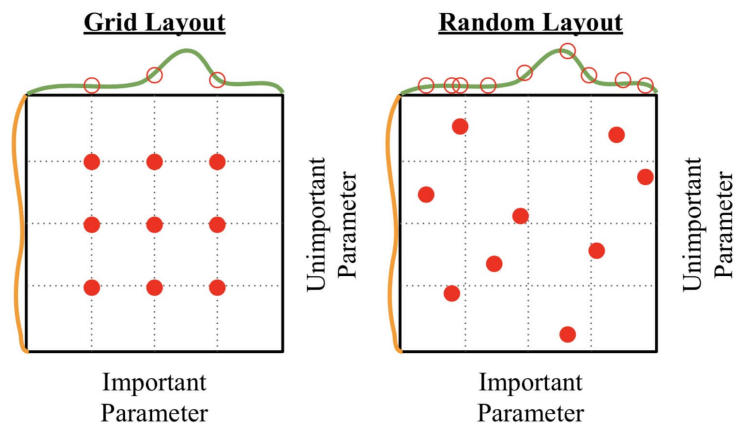 Grid Layout
Unimportant
Parameter
Important
Parameter
Random Layout
Unimportant
Parameter
Important
Parameter